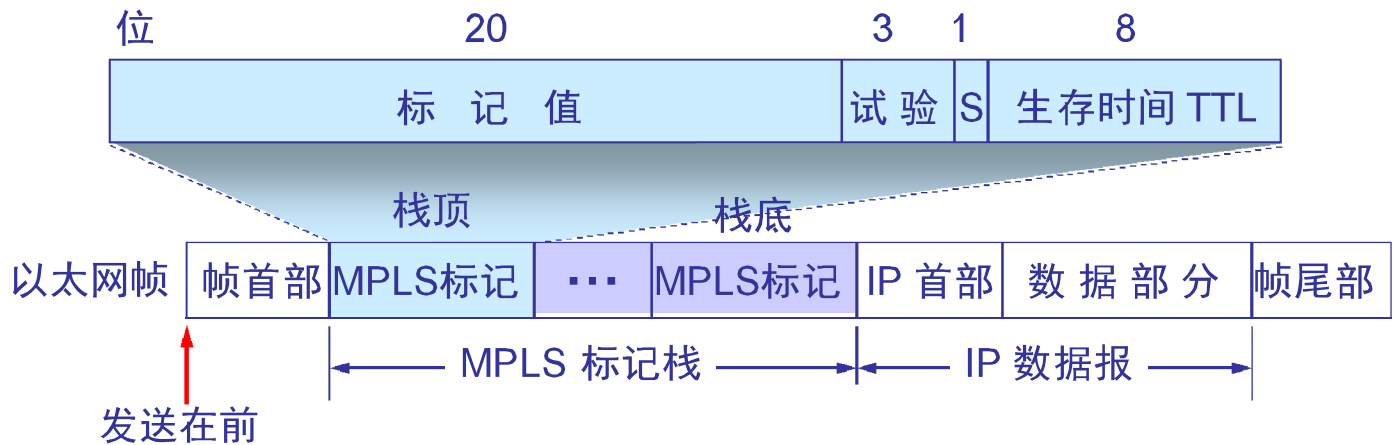 位 20 3 1 8
标 记 值 试 验 S 生存时间 TTL
栈顶 栈底
以太网帧 帧首部 MPLS标记 ··· MPLS标记 IP 首部 数 据 部 分 帧尾部
MPLS 标记栈 IP 数据报
发送在前